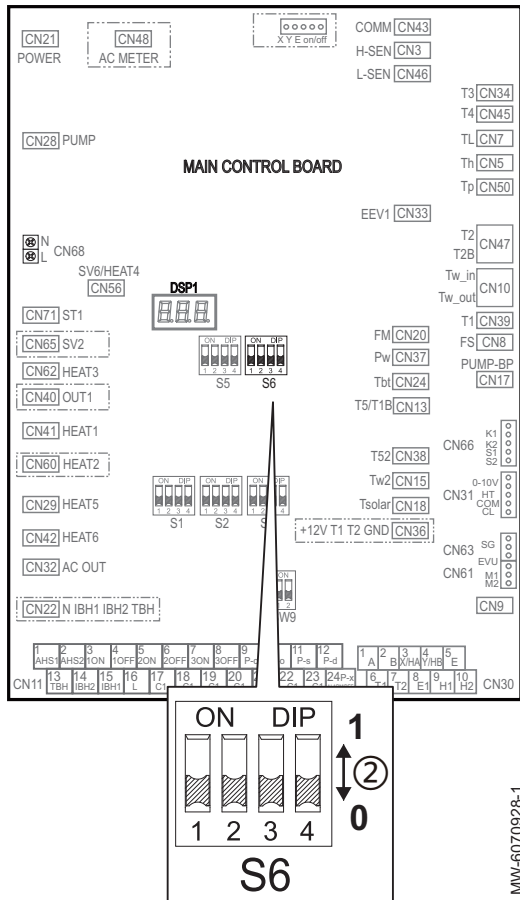 CN21
POWER
CN48
AC METER
X Y E on/off
COMM CN43
H-SEN CN3
L-SEN CN46
T3 CN34
T4 CN45
TL CN7
Th CN5
Tp CN50
CN28 PUMP
MAIN CONTROL BOARD
EEV1 CN33
T2
T2B
CN47
Tw_in
Tw_out
CN10
T1 CN39
FS CN8
PUMP-BP
CN17
N
L
CN68
SV6/HEAT4
CN56
DSP1
CN71 ST1
CN65 SV2
CN62 HEAT3
CN40 OUT1
CN41 HEAT1
CN60 HEAT2
CN29 HEAT5
CN42 HEAT6
CN32 AC OUT
CN22 N IBH1 IBH2 TBH
ON DIP
1 2 3 4
S5
ON DIP
1 2 3 4
S6
FM CN20
Pw CN37
Tbt CN24
T5/T1B CN13
T52 CN38
Tw2 CN15
Tsolar CN18
+12V T1 T2 GND CN36
CN66
K1
K2
S1
S2
CN31
0-10V
HT
COM
CL
CN63
SG
EVU
CN61
M1
M2
CN9
ON DIP
1 2 3 4
S1
ON DIP
1 2 3 4
S2
ON
W9
1 2 3 4 5 6 7 8 9 11 12
AHS1 AHS2 1ON 1OFF 2ON 2OFF 3ON 3OFF P-s P-d
CN11
13 14 15 16 17 18 19 20 22 23 24 P-x
TBH IBH2 IBH1 L C1
1 2 3 4 5
A B X/HA Y/HB E
6 7 8 9 10
T1 T2 E1 H1 H2
CN30
ON DIP
1 2 3 4
S6
1
②
0
MW-6070928-1